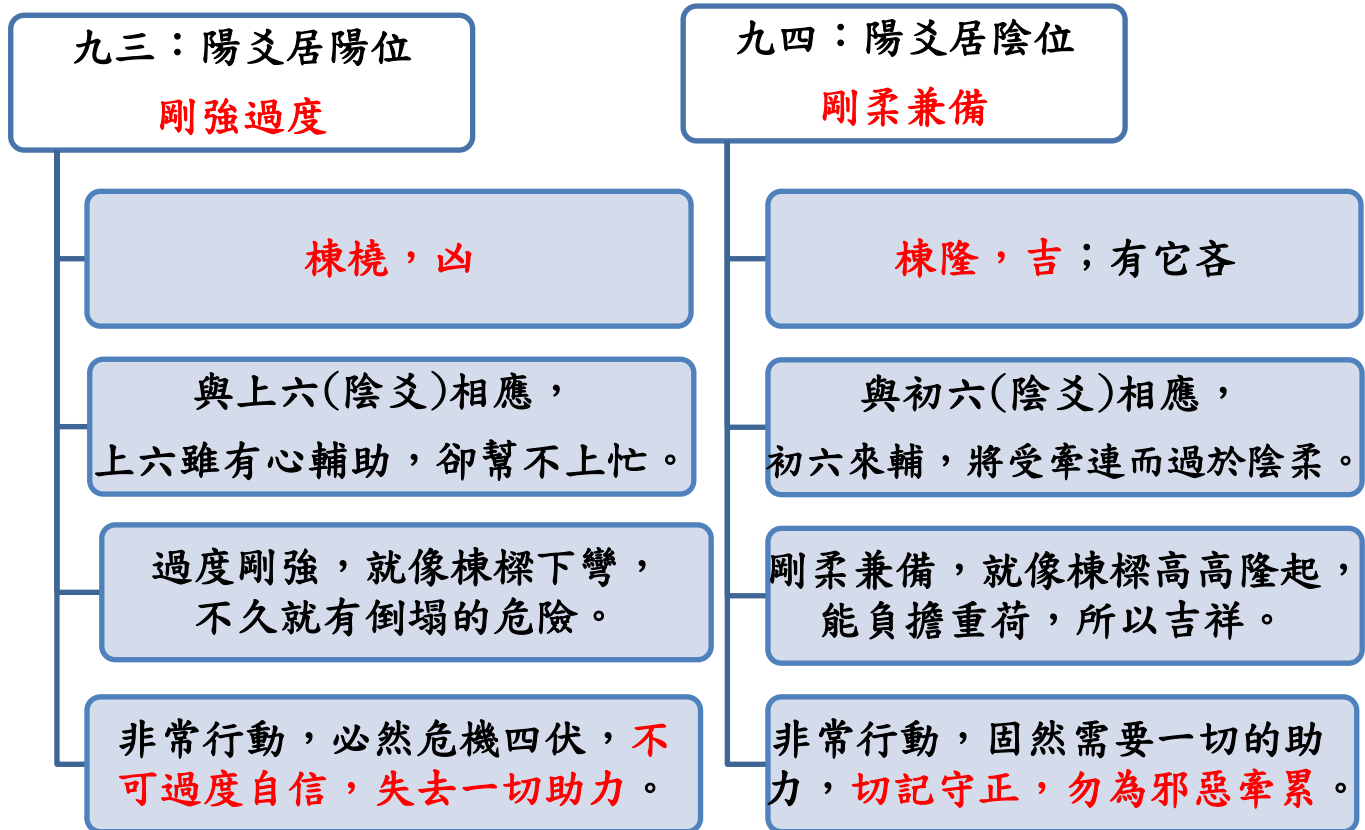 九三：陽爻居陽位
剛強過度
棟橈，凶
與上六(陰爻)相應，
上六雖有心輔助，卻幫不上忙。
過度剛強，就像棟樑下彎，
不久就有倒塌的危險。
非常行動，必然危機四伏，不
可過度自信，失去一切助力。
九四：陽爻居陰位
剛柔兼備
棟隆，吉；有它吝
與初六(陰爻)相應，
初六來輔，將受牽連而過於陰柔。
剛柔兼備，就像棟樑高高隆起，
能負擔重荷，所以吉祥。
非常行動，固然需要一切的助
力，切記守正，勿為邪惡牽累。